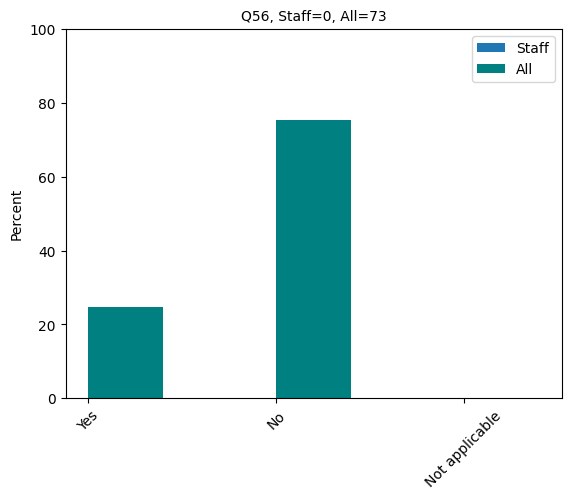 Q56, Staff=0, All=73
100
80
60
40
20
0
Percent
Staff
All
Yes
No
Not applicable